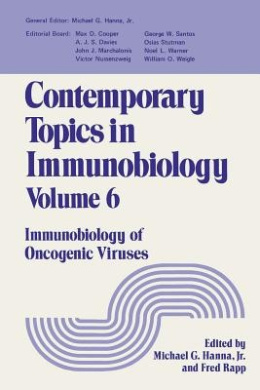 General Editor: Michael G. Hanna, Jr.
Editorial Board: Max D. Cooper George W. Santos
A. J. S. Davies Osias Stutman
John J. Marchalonis Noel L. Warner
Victor Nussenzweig William O. Weigle
Contemporary
Topics in
Immunobiology
Volume 6
Immunobiology of
Oncogenic Viruses
Edited by
Michael G. Hanna, Jr.
and Fred Rapp